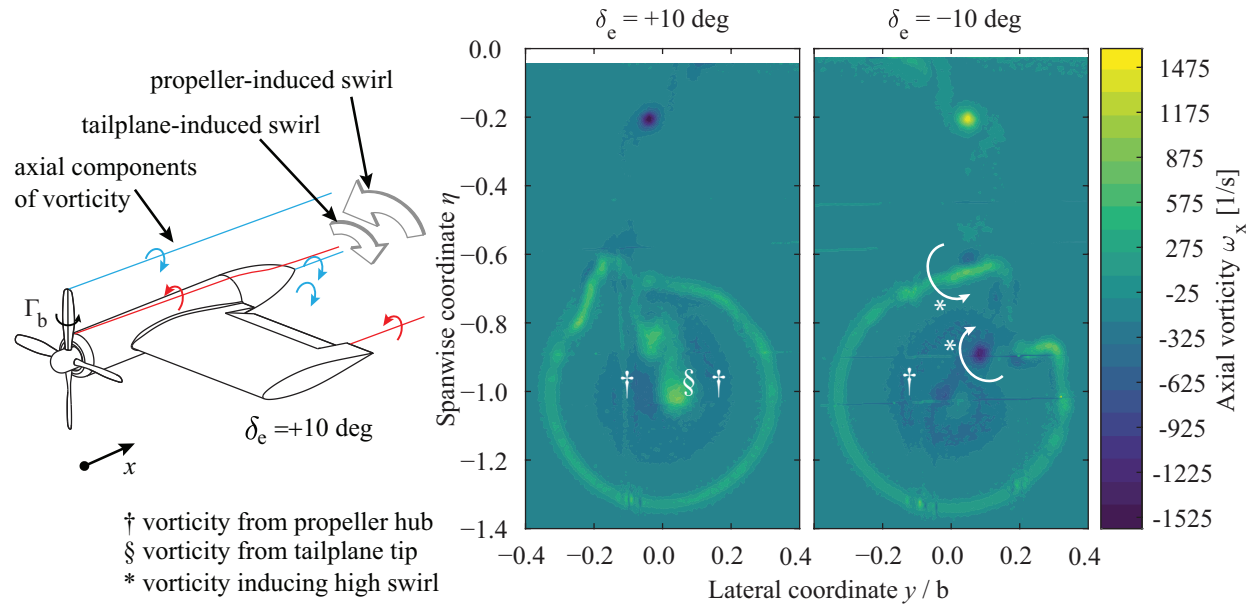 propeller-induced swirl
tailplane-induced swirl
axial components
of vorticity
Γb
δe =+10 deg
x
† vorticity from propeller hub
§ vorticity from tailplane tip
* vorticity inducing high swirl
δe = +10 deg
δe = −10 deg
Spanwise coordinate η
0.0
−0.2
−0.4
−0.6
−0.8
−1.0
−1.2
−1.4
†
§
†
*
*
†
−0.4
−0.2
0.0
0.2
0.4
−0.2
0.0
0.2
0.4
Lateral coordinate y / b
1475
1175
875
575
275
-25
-325
-625
-925
-1225
-1525
Axial vorticity ωx [1/s]